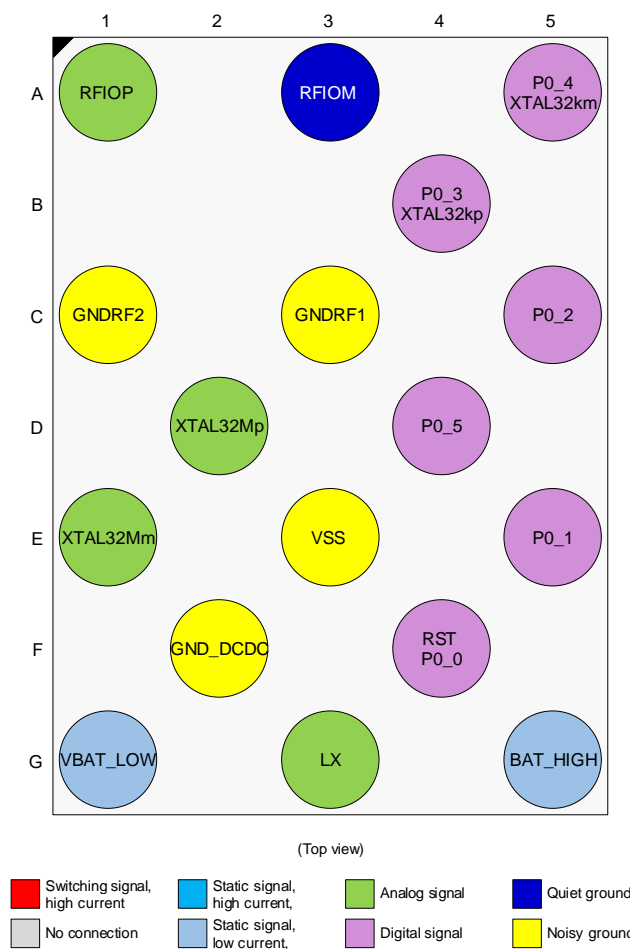 1 2 3 4 5
A RFIOP RFIOM P0_4
XTAL32km
B P0_3
XTAL32kp
C GNDRF2 GNDRF1 P0_2
D XTAL32Mp P0_5
E XTAL32Mm VSS P0_1
F GND_DCDC RST
P0_0
G VBAT_LOW LX BAT_HIGH
(Top view)
Switching signal,
high current
Static signal,
high current,
Analog signal
Quiet ground
No connection
Static signal,
low current,
Digital signal
Noisy ground